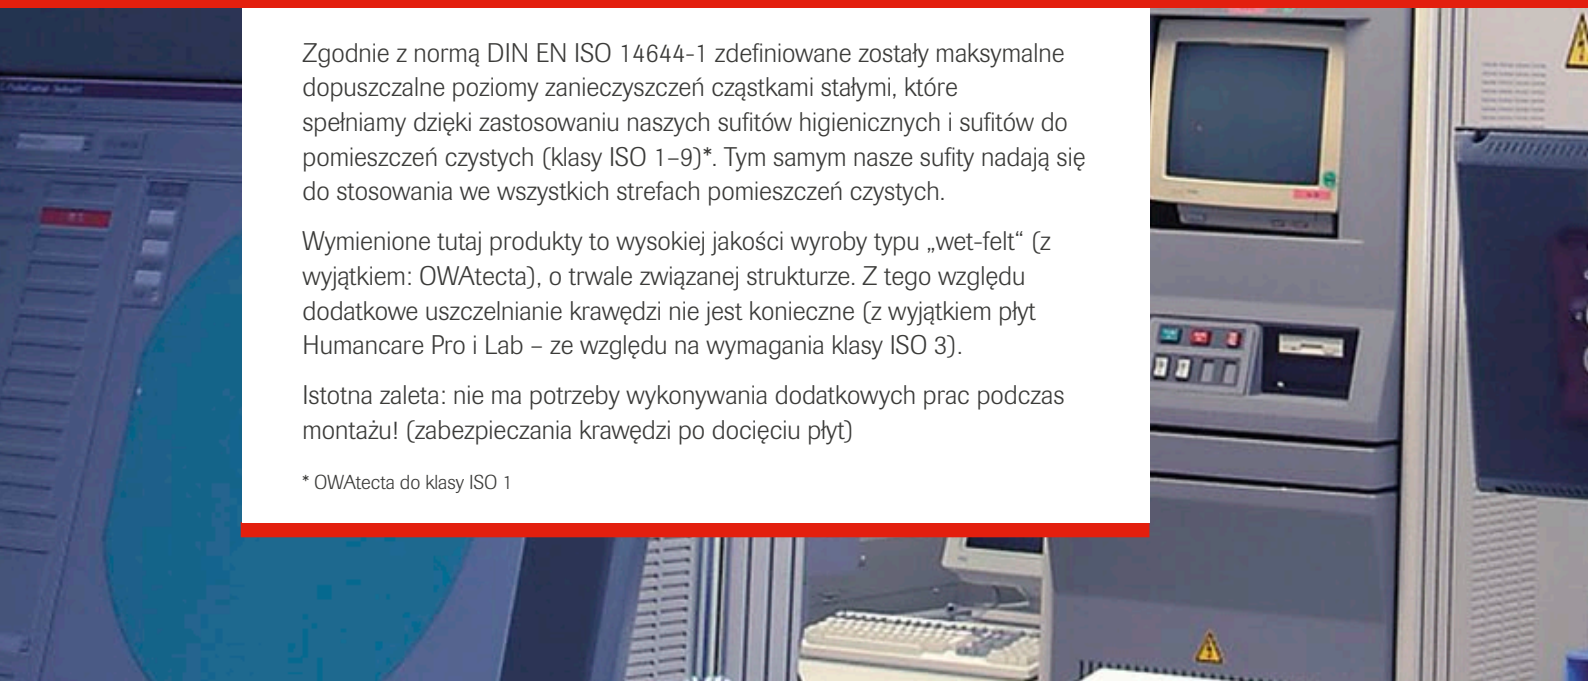 Zgodnie z normą DIN EN ISO 14644-1 zdefiniowane zostały maksymalne
dopuszczalne poziomy zanieczyszczeń cząstkami stałymi, które
spełniamy dzięki zastosowaniu naszych sufitów higienicznych i sufitów do
pomieszczeń czystych (klasy ISO 1–9)*. Tym samym nasze sufity nadają się
do stosowania we wszystkich strefach pomieszczeń czystych.
Wymienione tutaj produkty to wysokiej jakości wyroby typu „wet-felt“ (z
wyjątkiem: OWAtecta), o trwale związanej strukturze. Z tego względu
dodatkowe uszczelnianie krawędzi nie jest konieczne (z wyjątkiem płyt
Humancare Pro i Lab – ze względu na wymagania klasy ISO 3).
Istotna zaleta: nie ma potrzeby wykonywania dodatkowych prac podczas
montażu! (zabezpieczania krawędzi po docięciu płyt)
* OWAtecta do klasy ISO 1